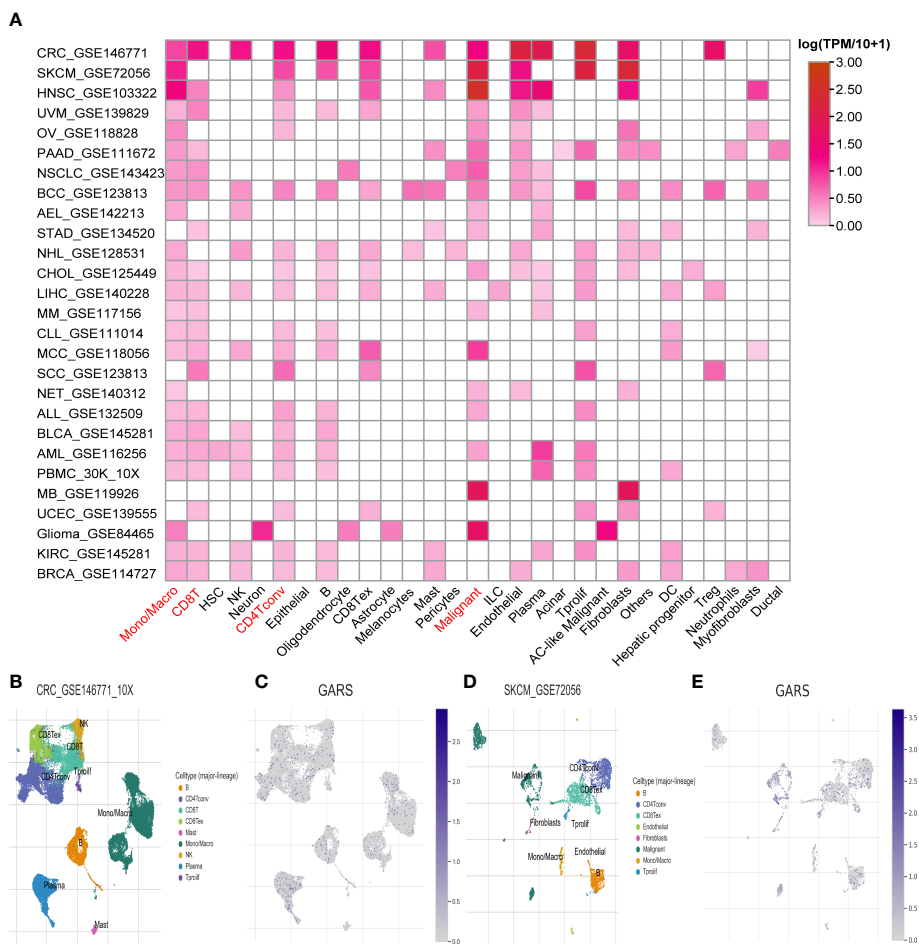 A
CRC_GSE146771
SKCM_GSE72056
HNSC_GSE103322
UVM_GSE139829
OV_GSE118828
PAAD_GSE111672
NSCLC_GSE143423
BCC_GSE123813
AEL_GSE142213
STAD_GSE134520
NHL_GSE128531
CHOL_GSE125449
LIHC_GSE140228
MM_GSE117156
CLL_GSE111014
MCC_GSE118056
SCC_GSE123813
NET_GSE140312
ALL_GSE132509
BLCA_GSE145281
AML_GSE116256
PBMC_30K_10X
MB_GSE119926
UCEC_GSE139555
Glioma_GSE84465
KIRC_GSE145281
BRCA_GSE114727
log(TPM/10+1)
3.00
2.50
2.00
1.50
1.00
0.50
0.00
Mono/Macro
CD8T
HSC
NK
Neuron
CD4Tconv
Epithelial
B
Oligodendrocyte
CD8Tex
Astrocyte
Melanocytes
Mast
Pericytes
Malignant
ILC
Endothelial
Plasma
Acinar
Tprolif
AC-like Malignant
Fibroblasts
Others
DC
Hepatic progenitor
Treg
Neutrophils
Myofibroblasts
Ductal
B
CRC_GSE146771_10X
NK
CD8Tex
CD8T
CD4Tconv
Tprolif
Mono/Macro
B
Plasma
Mast
Celltype (major-lineage)
B
CD4Tconv
CD8T
CD8Tex
Mast
Mono/Macro
NK
Plasma
Tprolif
C
GARS
2.5
2.0
1.5
1.0
0.5
0.0
D
SKCM_GSE72056
CD4Tconv
Malignant
CD8Tex
Fibroblasts
Tprolif
Mono/Macro
Endothelial
B
Celltype (major-lineage)
B
CD4Tconv
CD8Tex
Endothelial
Fibroblasts
Malignant
Mono/Macro
Tprolif
E
GARS
3.5
3.0
2.5
2.0
1.5
1.0
0.5
0.0